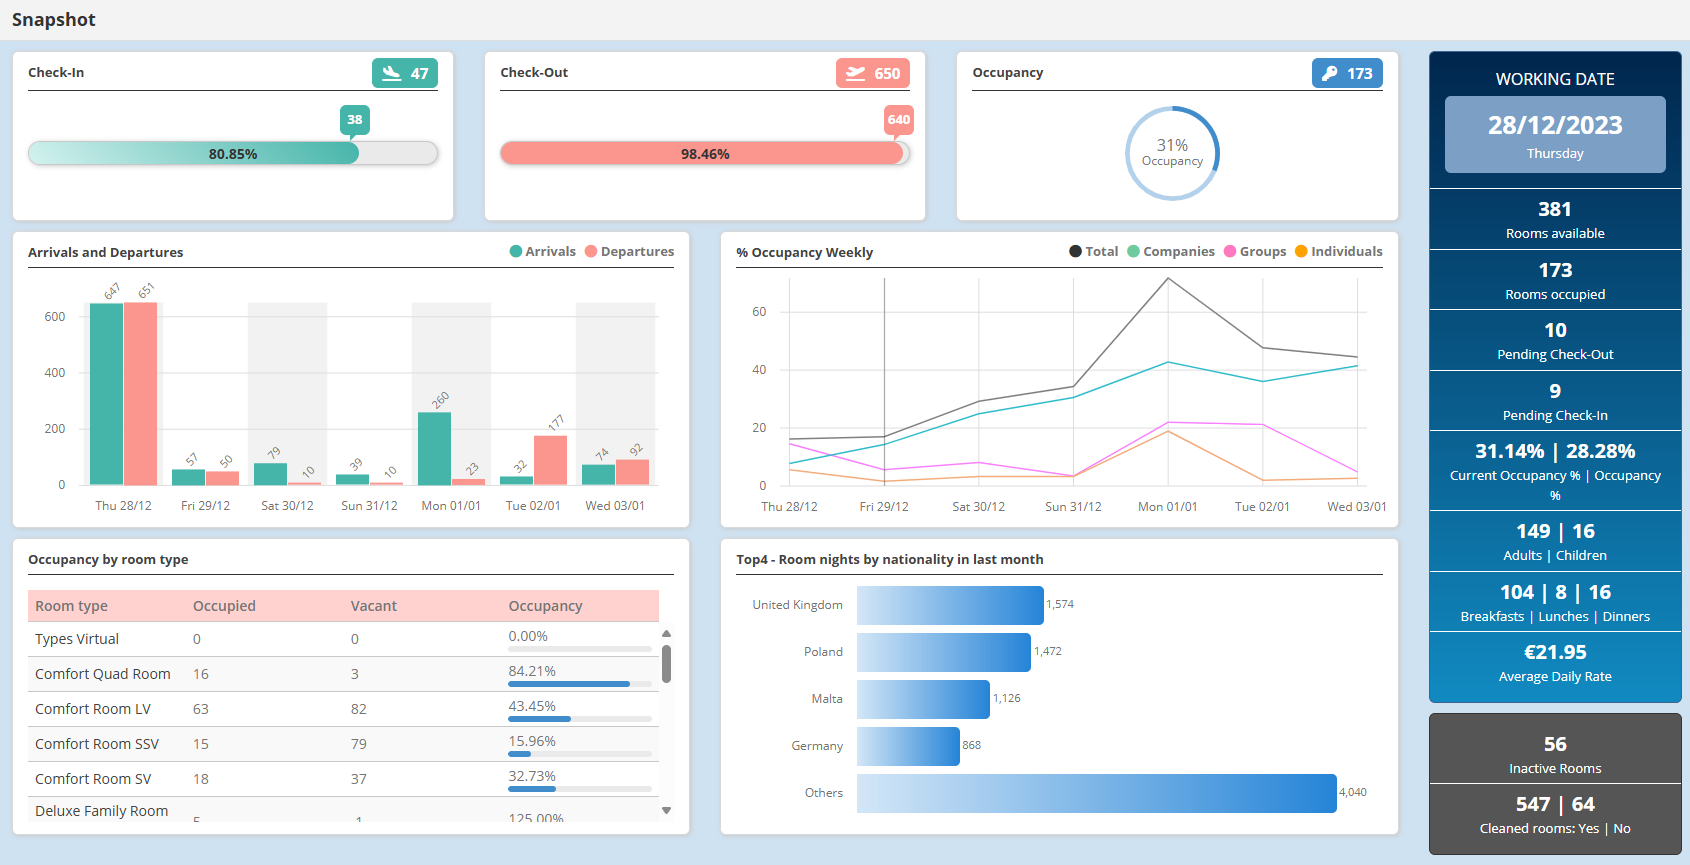 Snapshot
Check-In
47
38
80.85%
Check-Out
650
640
98.46%
Occupancy
173
31%
Occupancy
Arrivals and Departures
Arrivals Departures
600
400
200
0
647
651
57
50
79
10
39
10
260
23
32
177
74
92
Thu 28/12 Fri 29/12 Sat 30/12 Sun 31/12 Mon 01/01 Tue 02/01 Wed 03/01
% Occupancy Weekly
Total Companies Groups Individuals
60
40
20
0
Thu 28/12 Fri 29/12 Sat 30/12 Sun 31/12 Mon 01/01 Tue 02/01 Wed 03/01
Occupancy by room type
Room type Occupied Vacant Occupancy
Types Virtual 0 0 0.00%
Comfort Quad Room 16 3 84.21%
Comfort Room LV 63 82 43.45%
Comfort Room SSV 15 79 15.96%
Comfort Room SV 18 37 32.73%
Deluxe Family Room 125.00%
Top4 - Room nights by nationality in last month
United Kingdom 1,574
Poland 1,472
Malta 1,126
Germany 868
Others 4,040
WORKING DATE
28/12/2023
Thursday
381
Rooms available
173
Rooms occupied
10
Pending Check-Out
9
Pending Check-In
31.14% | 28.28%
Current Occupancy % | Occupancy
%
149 | 16
Adults | Children
104 | 8 | 16
Breakfasts | Lunches | Dinners
€21.95
Average Daily Rate
56
Inactive Rooms
547 | 64
Cleaned rooms: Yes | No